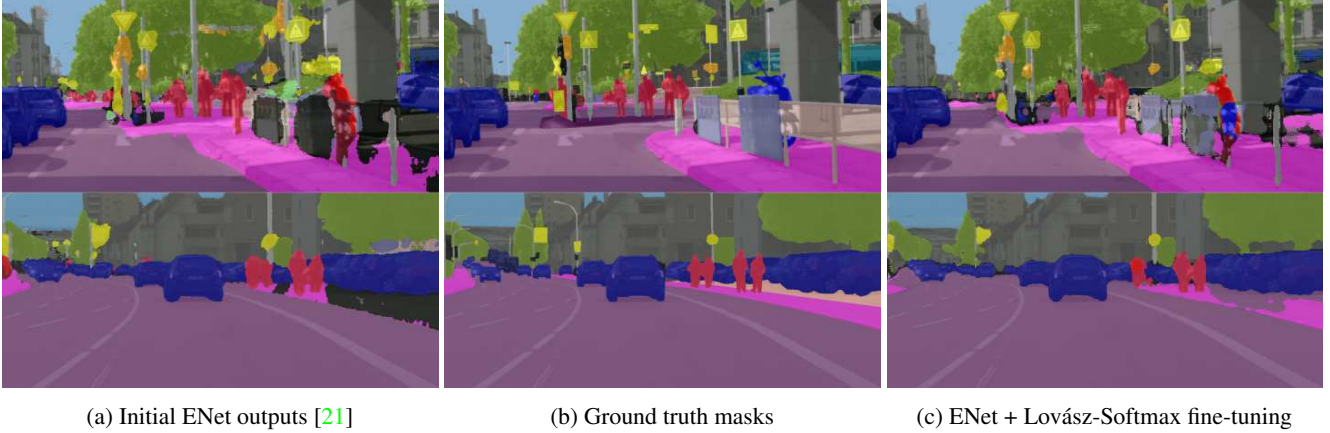 (a) Initial ENet outputs [21]
(b) Ground truth masks
(c) ENet + Lovász-Softmax fine-tuning